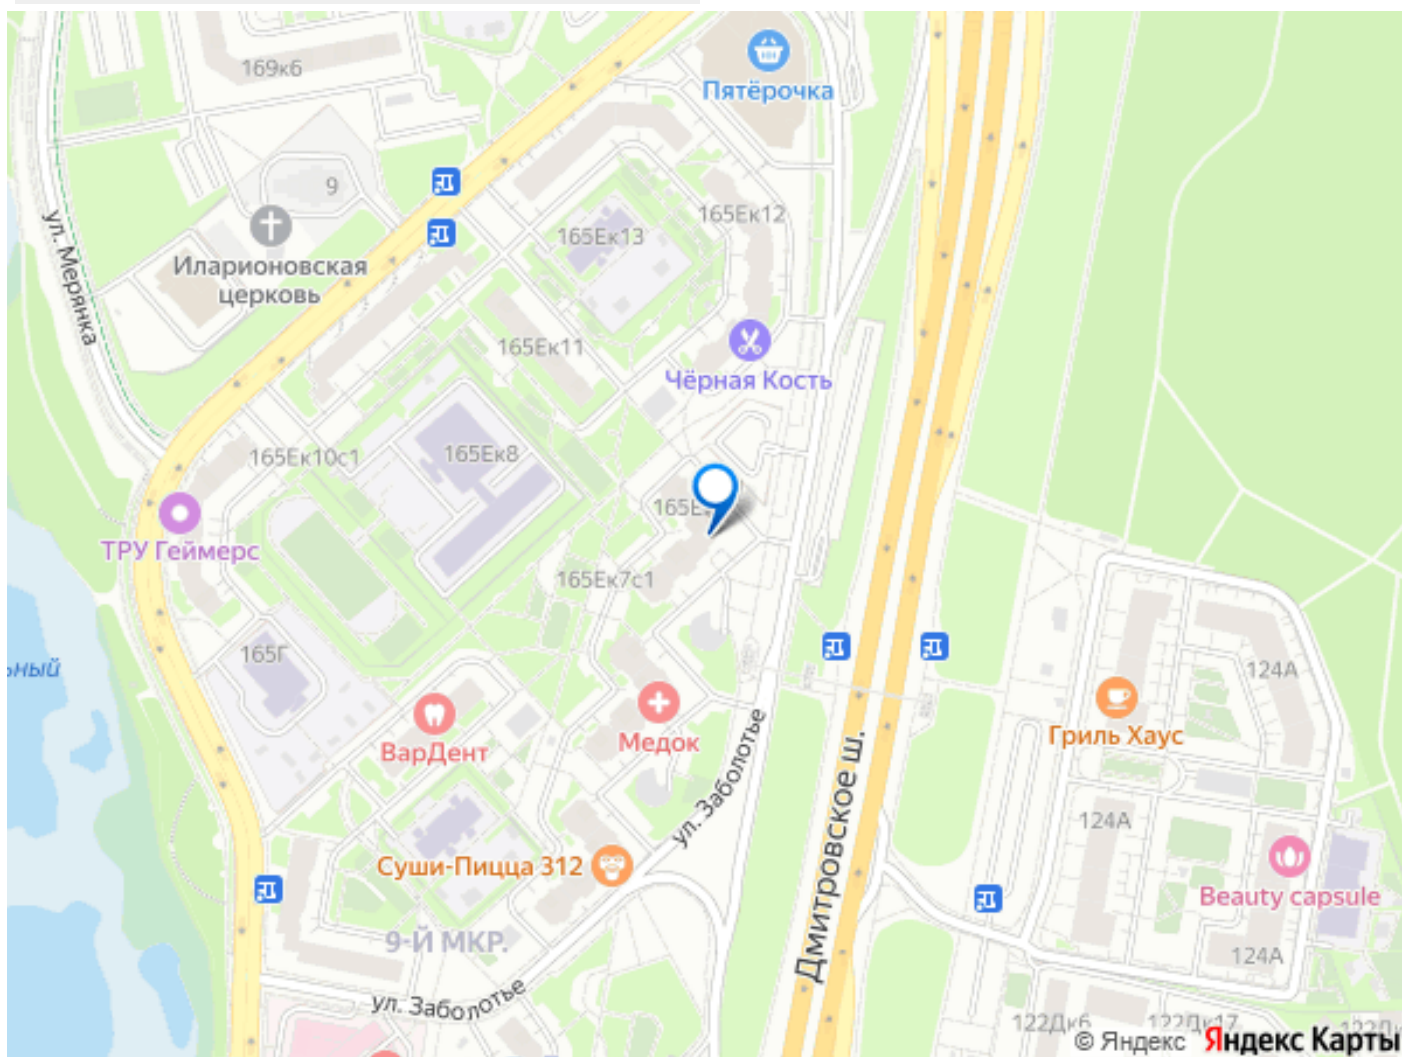 169к6
Пятёрочка
9
165Ек12
165Ек13
ул. Мерянка
Иларионовская
церковь
165Ек11
Чёрная Кость
165Ек10с1
165Ек8
ТРУ Геймерс
165Ек7с1
165Г
124А
Медок
Гриль Хаус
ВарДент
ул. Заболотье
Дмитровское ш.
124А
Суши-Пицца 312
Beauty capsule
9-Й МКР.
124А
ул. Заболотье
122Дк6
122Дк17
© Яндекс Яндекс Карты